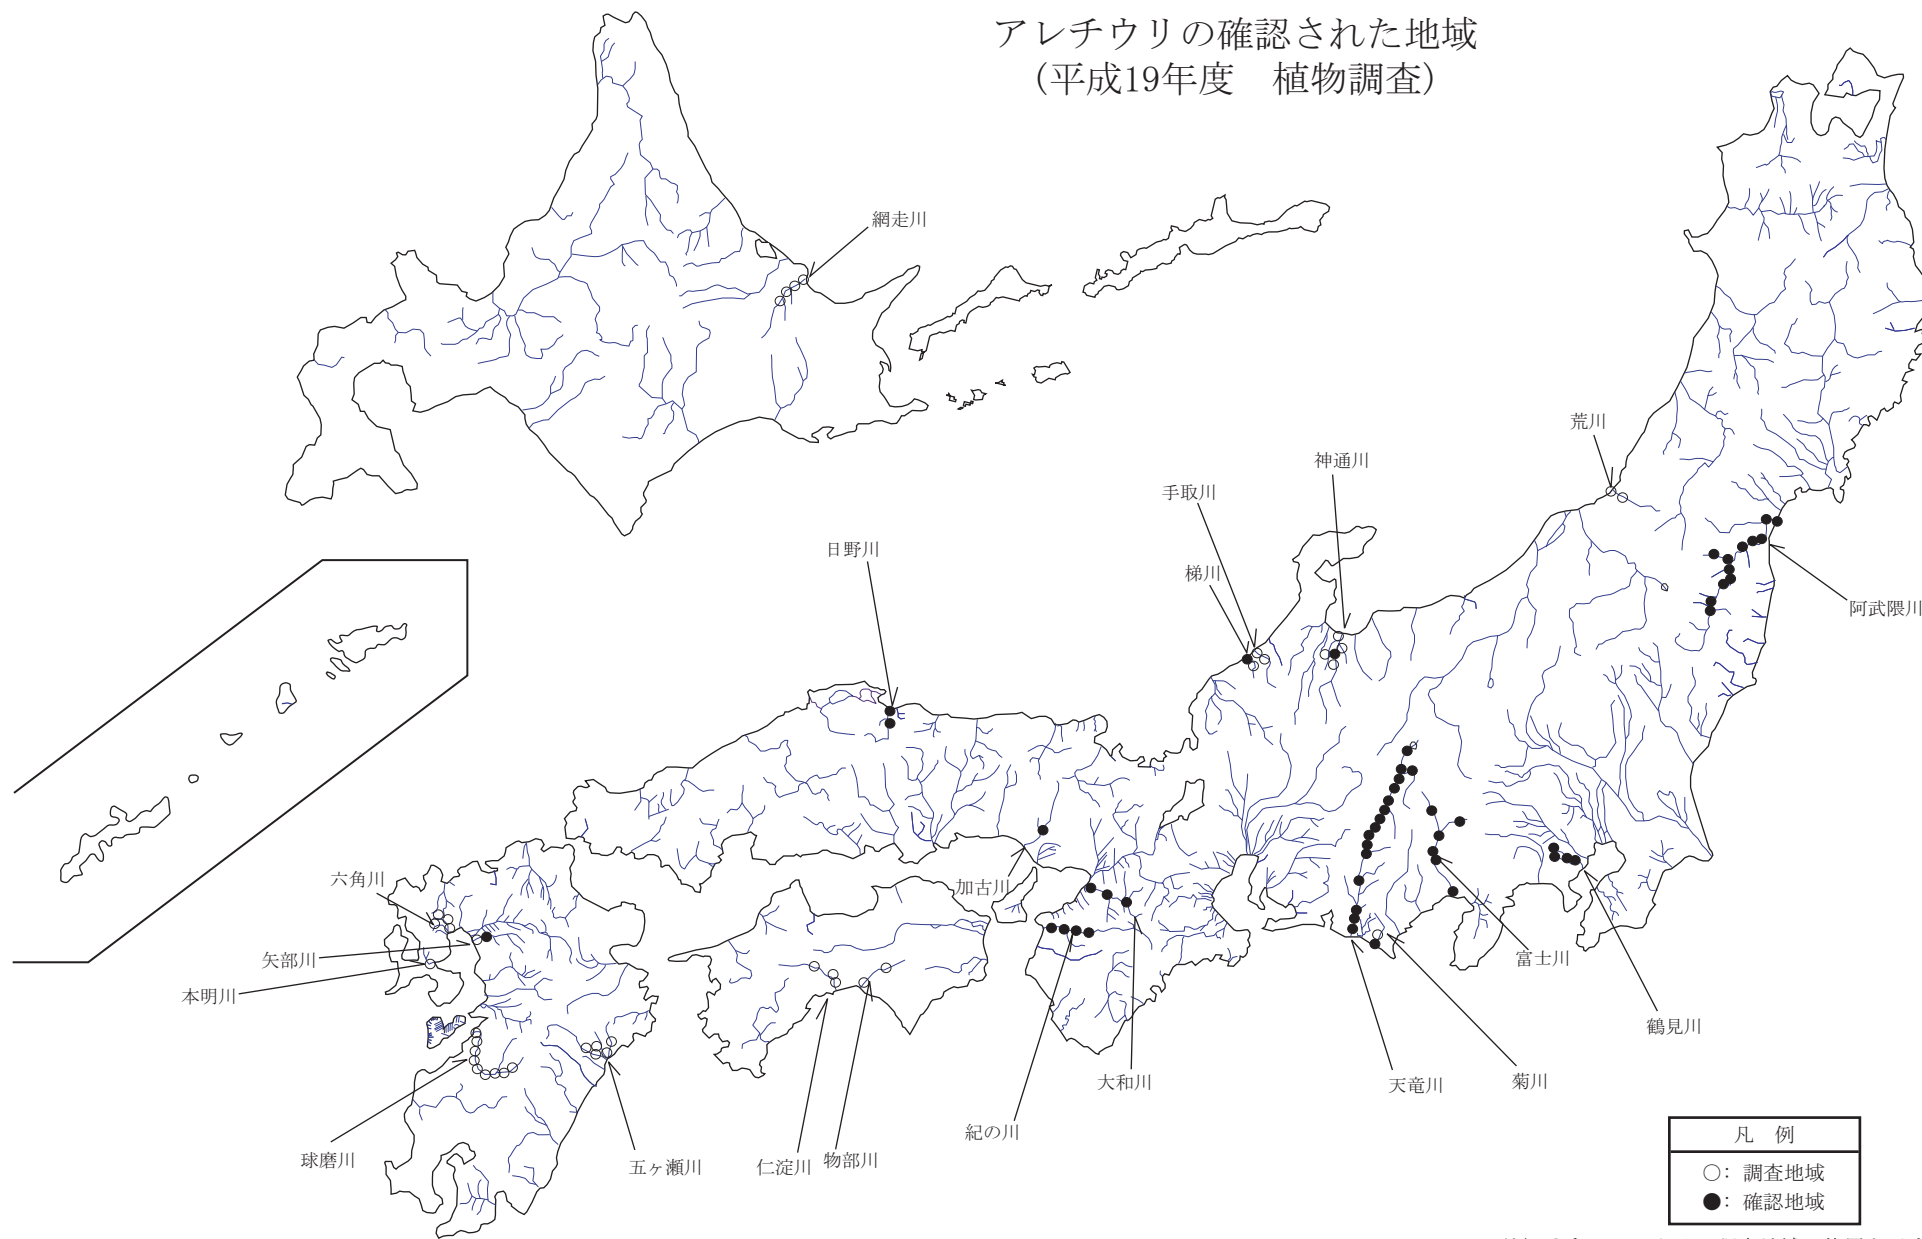 アレチウリの確認された地域
(平成19年度　植物調査)
網走川
荒川
神通川
手取川
日野川
梯川
阿武隈川
六角川
加古川
矢部川
富士川
本明川
鶴見川
大和川
天竜川
菊川
紀の川
球磨川
五ヶ瀬川
仁淀川
物部川
凡　例
○: 調査地域
●: 確認地域